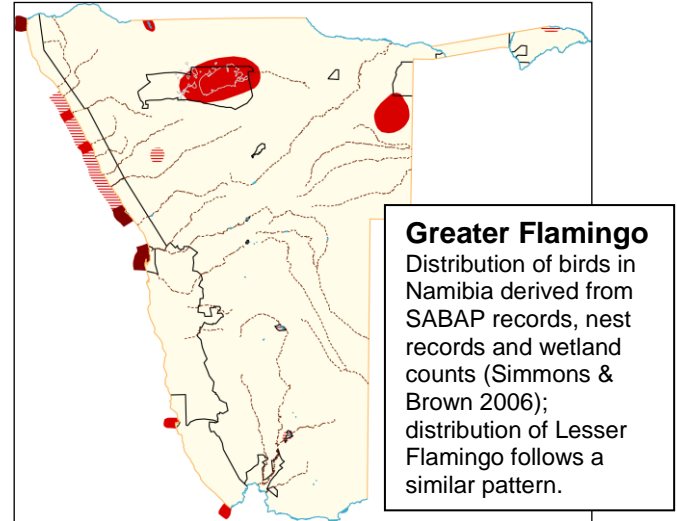 Greater Flamingo
Distribution of birds in
Namibia derived from
SABAP records, nest
records and wetland
counts (Simmons &
Brown 2006);
distribution of Lesser
Flamingo follows a
similar pattern.